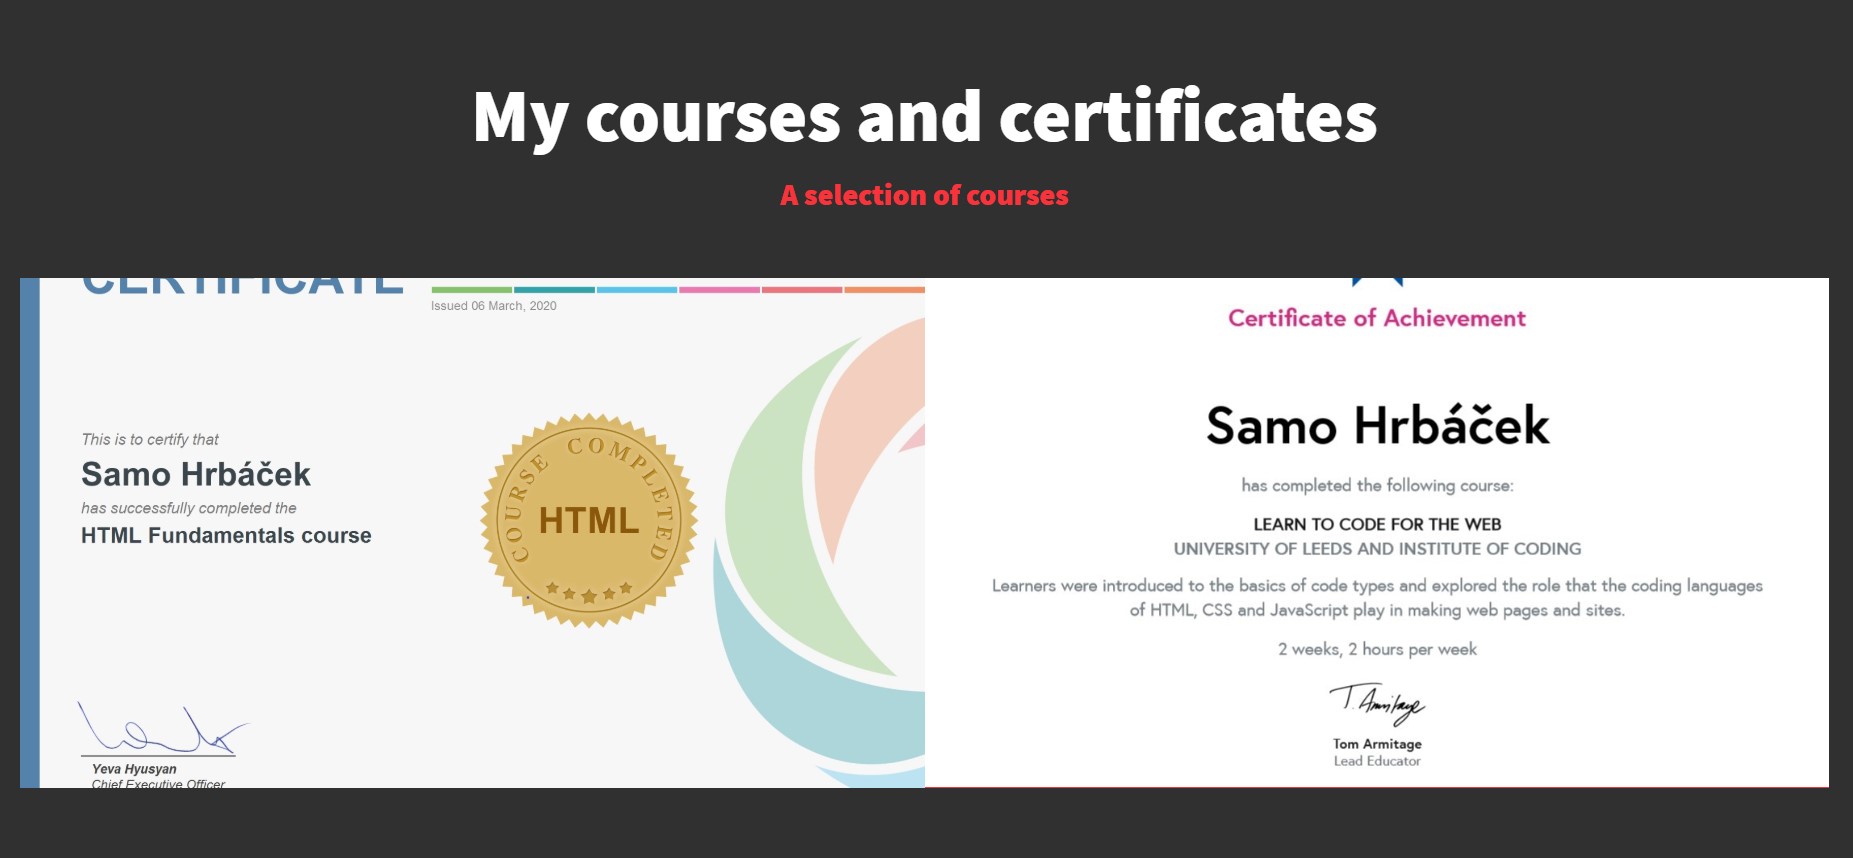 My courses and certificates
A selection of courses
CERTIFICATE
Issued 06 March, 2020
This is to certify that
Samo Hrbáček
has successfully completed the
HTML Fundamentals course
COURSE COMPLETED
HTML
Yeva Hyusyan
Chief Executive Officer
Certificate of Achievement
Samo Hrbáček
has completed the following course:
LEARN TO CODE FOR THE WEB
UNIVERSITY OF LEEDS AND INSTITUTE OF CODING
Learners were introduced to the basics of code types and explored the role that the coding languages
of HTML, CSS and JavaScript play in making web pages and sites.
2 weeks, 2 hours per week
T. Armitage
Tom Armitage
Lead Educator